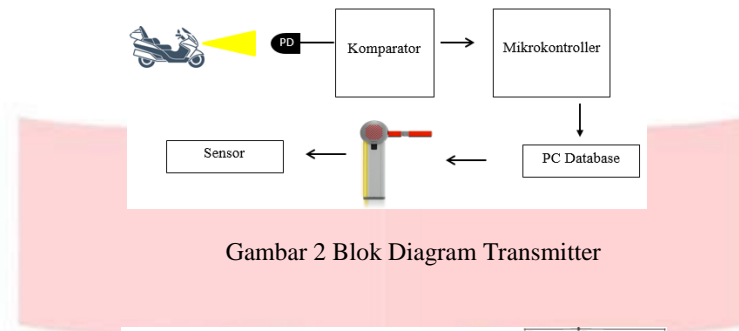 PD
Komparator
Mikrokontroller
Sensor
PC Database
Gambar 2 Blok Diagram Transmitter